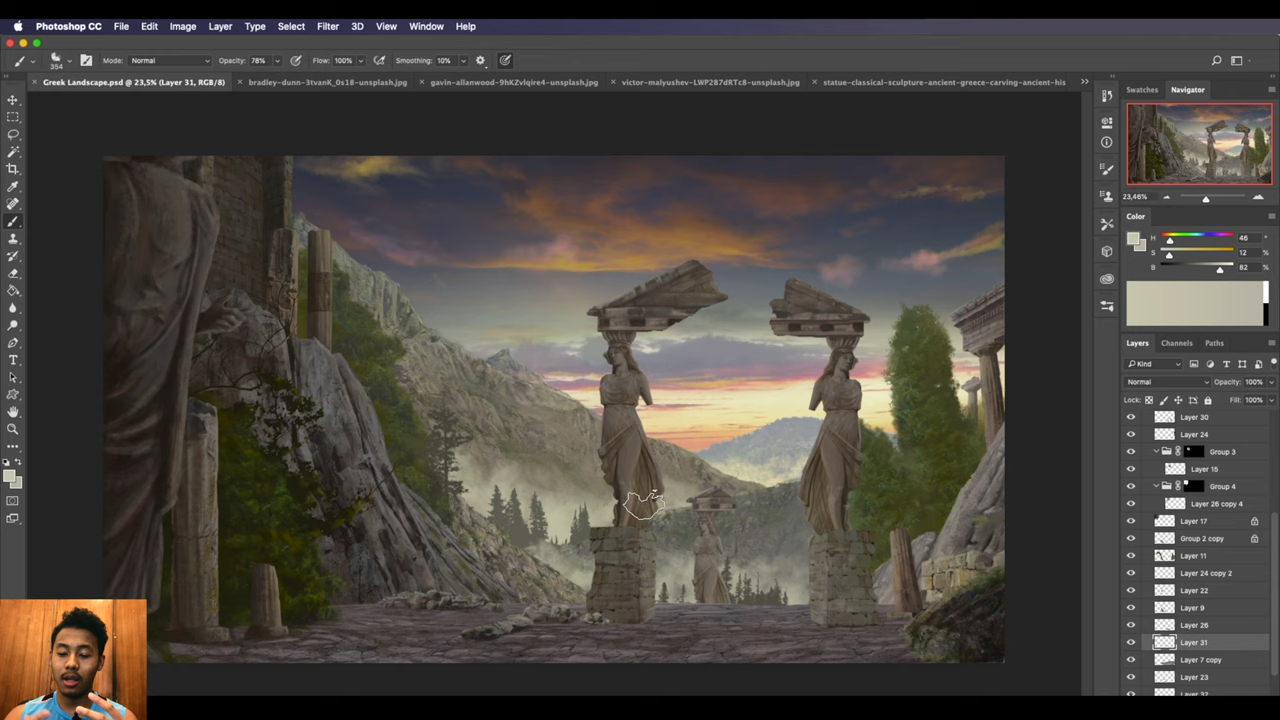 Photoshop CC File Edit Image Layer Type Select Filter 3D View Window Help
354 Mode: Normal Opacity: 78% Flow: 100% Smoothing: 10%
Greek Landscape.psd @ 23,5% (Layer 31, RGB/8) bradley-dunn-3tvanK_0s18-unsplash.jpg gavin-allanwood-9hKZvlqire4-unsplash.jpg victor-malyushev-LWP287dRTc8-unsplash.jpg statue-classical-sculpture-ancient-greece-carving-ancient-his
Swatches Navigator
23,46%
Color
H 46 °
S 12 %
B 82 %
Layers Channels Paths
Kind
Normal Opacity: 100%
Lock: Fill: 100%
Layer 30
Layer 24
Group 3
Layer 15
Group 4
Layer 26 copy 4
Layer 17
Group 2 copy
Layer 11
Layer 24 copy 2
Layer 22
Layer 9
Layer 26
Layer 31
Layer 7 copy
Layer 23
Layer 32